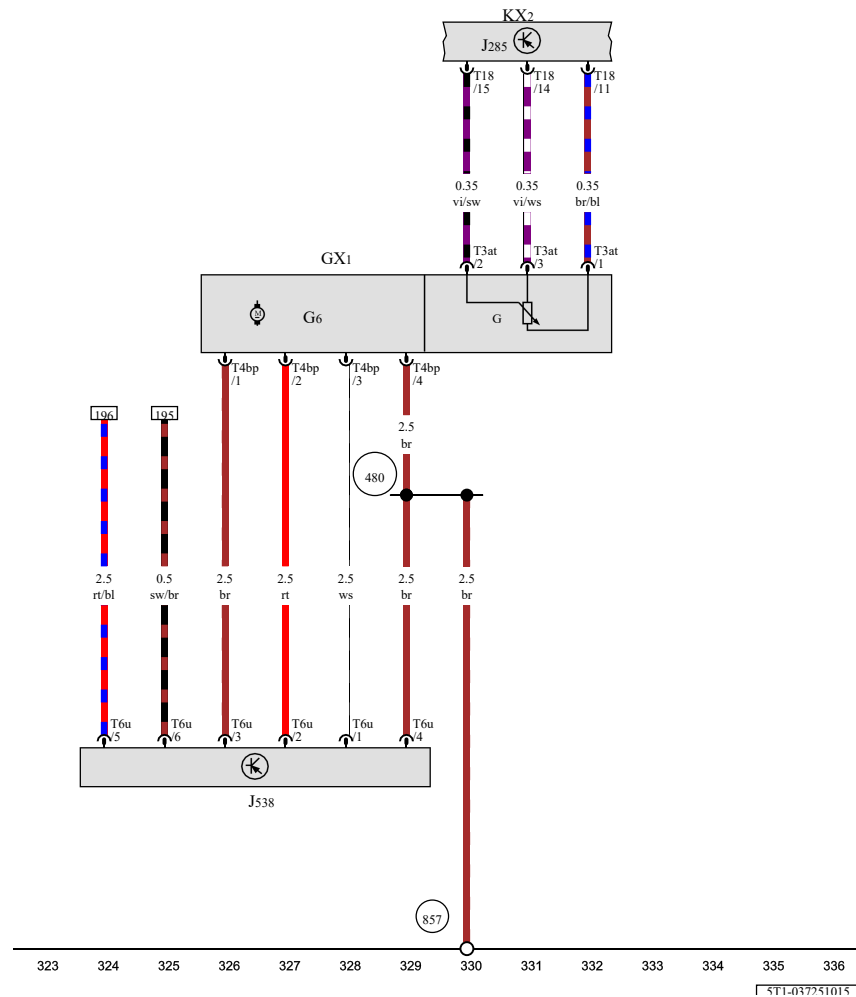 KX2
J285
T18 T18 T18
/15 /14 /11
0.35 0.35 0.35
vi/sw vi/ws br/bl
T3at T3at T3at
/2 /3 /1
GX1
M G6 G
T4bp T4bp T4bp T4bp
/1 /2 /3 /4
196 195
2.5
br
480
2.5 0.5 2.5 2.5 2.5 2.5 2.5
rt/bl sw/br br rt ws br br
T6u T6u T6u T6u T6u T6u
/5 /6 /3 /2 /1 /4
J538
857
323 324 325 326 327 328 329 330 331 332 333 334 335 336
5T1-037251015